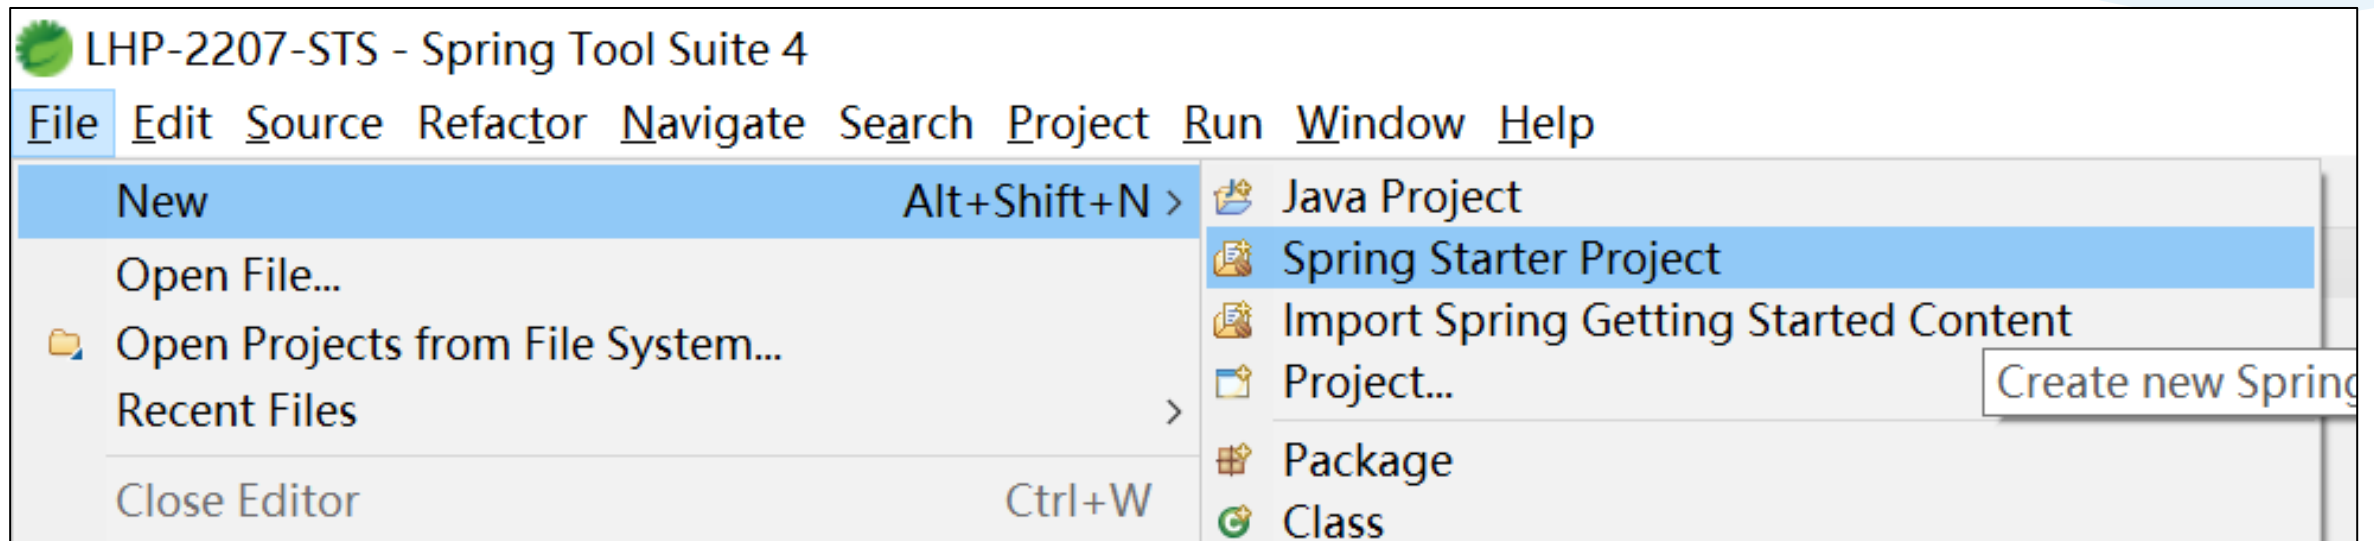 LHP-2207-STS - Spring Tool Suite 4
File Edit Source Refactor Navigate Search Project Run Window Help
New Alt+Shift+N >
Open File...
Open Projects from File System...
Recent Files >
Close Editor Ctrl+W
Java Project
Spring Starter Project
Import Spring Getting Started Content
Project...
Create new Spring
Package
Class